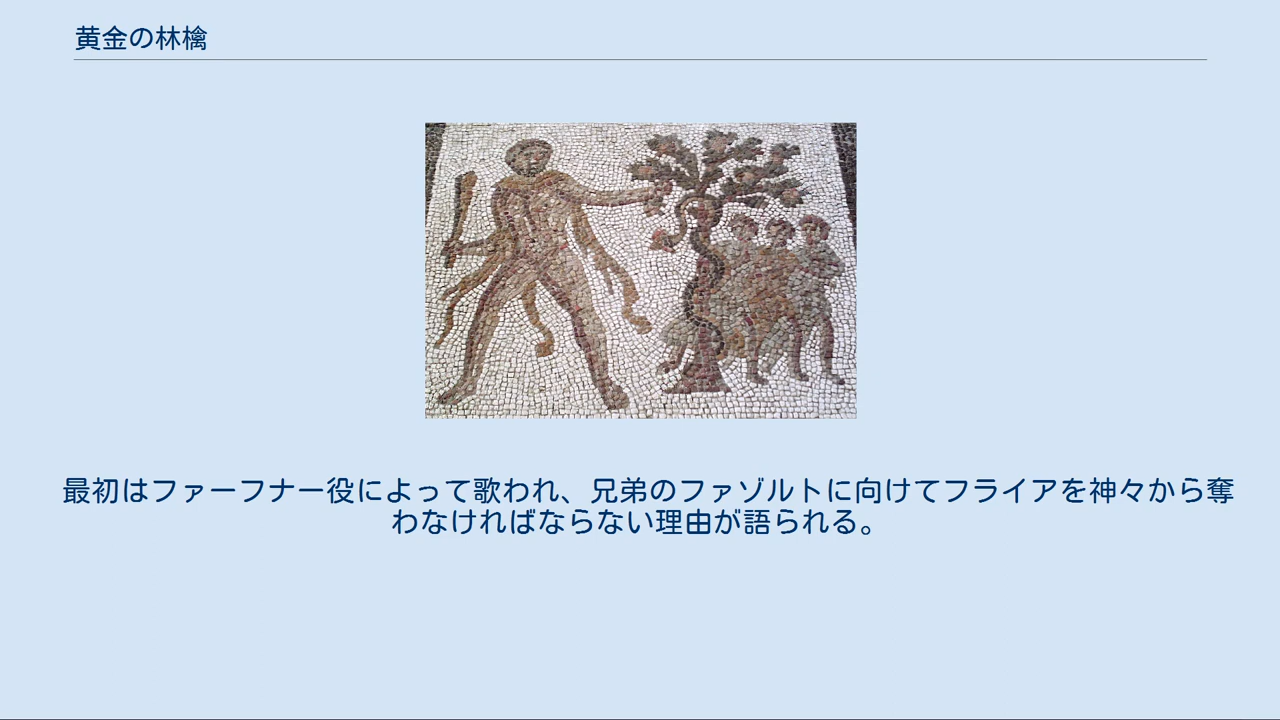 黄金の林檎
最初はファーフナー役によって歌われ、兄弟のファゾルトに向けてフライアを神々から奪
わなければならない理由が語られる。